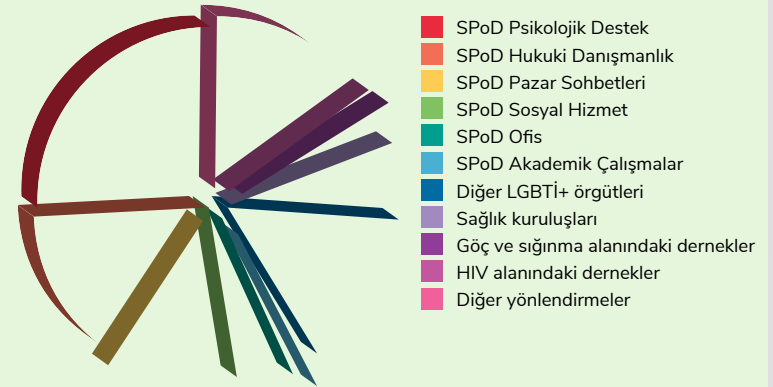 SPoD Psikolojik Destek
SPoD Hukuki Danışmanlık
SPoD Pazar Sohbetleri
SPoD Sosyal Hizmet
SPoD Ofis
SPoD Akademik Çalışmalar
Diğer LGBTİ+ örgütleri
Sağlık kuruluşları
Göç ve sığınma alanındaki dernekler
HIV alanındaki dernekler
Diğer yönlendirmeler